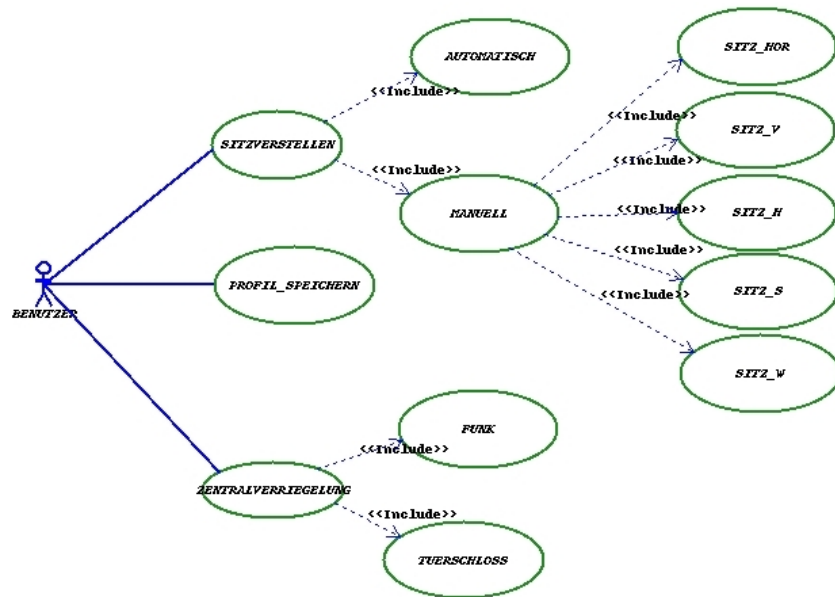 SITZ_HOR
AUTOMATISCH
<<Include>>
<<Include>>
SITZ_V
SITZVERSTELLEN
<<Include>>
<<Include>>
MANUELL
<<Include>>
SITZ_H
<<Include>>
SITZ_S
PROFIL_SPEICHERN
<<Include>>
BENUTZER
SITZ_W
FUNK
<<Include>>
ZENTRALVERRIEGELUNG
<<Include>>
TUERSCHLOSS